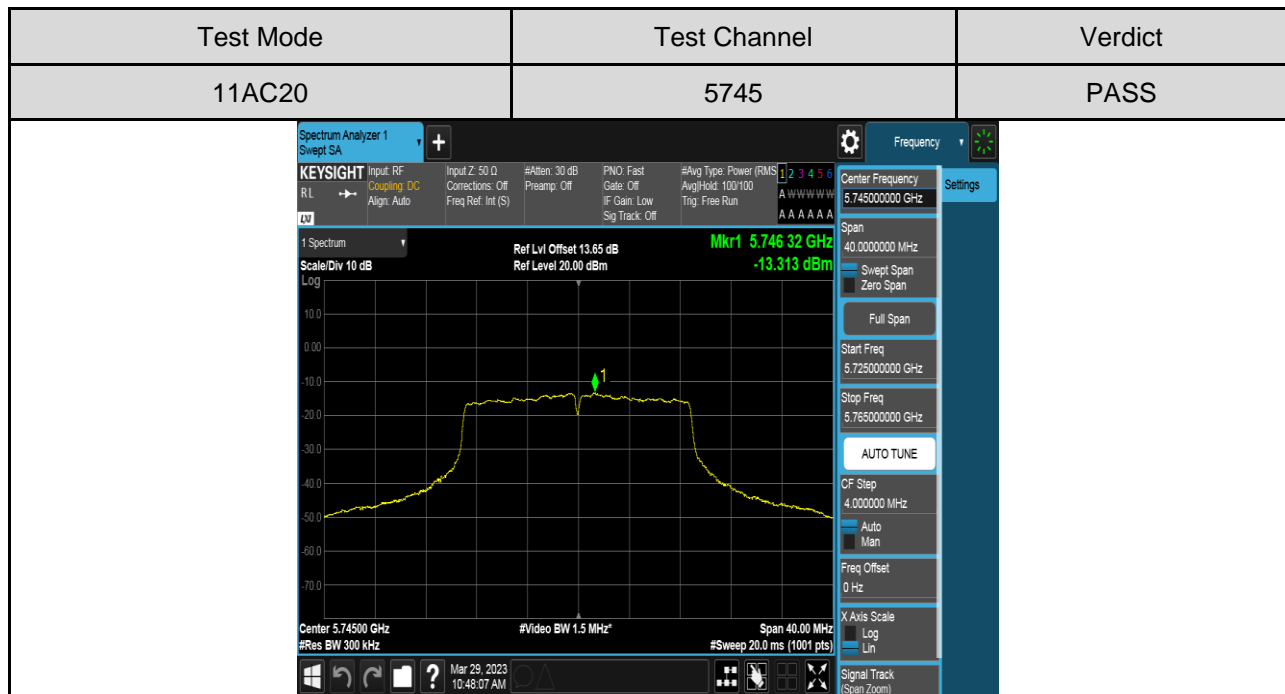 Test Mode Test Channel Verdict
11AC20 5745 PASS
Spectrum Analyzer 1
Swept SA
+
Frequency
KEYSIGHT Input: RF Input Z: 50 Ω #Atten: 30 dB PNO: Fast #Avg Type: Power (RMS 1 2 3 4 5 6
RL Coupling: DC Corrections: Off Preamp: Off Gate: Off Avg|Hold: 100/100 A W W W W W
Align: Auto Freq Ref: Int (S) IF Gain: Low Trig: Free Run
LXI Sig Track: Off A A A A A A
Center Frequency
5.745000000 GHz
Settings
1 Spectrum
Scale/Div 10 dB
Ref Lvl Offset 13.65 dB
Ref Level 20.00 dBm
Mkr1 5.746 32 GHz
-13.313 dBm
Log
10.0
0.00
-10.0
-20.0
-30.0
-40.0
-50.0
-60.0
-70.0
1
Center 5.74500 GHz #Video BW 1.5 MHz* Span 40.00 MHz
#Res BW 300 kHz #Sweep 20.0 ms (1001 pts)
Span
40.0000000 MHz
Swept Span
Zero Span
Full Span
Start Freq
5.725000000 GHz
Stop Freq
5.765000000 GHz
AUTO TUNE
CF Step
4.000000 MHz
Auto
Man
Freq Offset
0 Hz
X Axis Scale
Log
Lin
Signal Track
(Span Zoom)
? Mar 29, 2023
10:48:07 AM